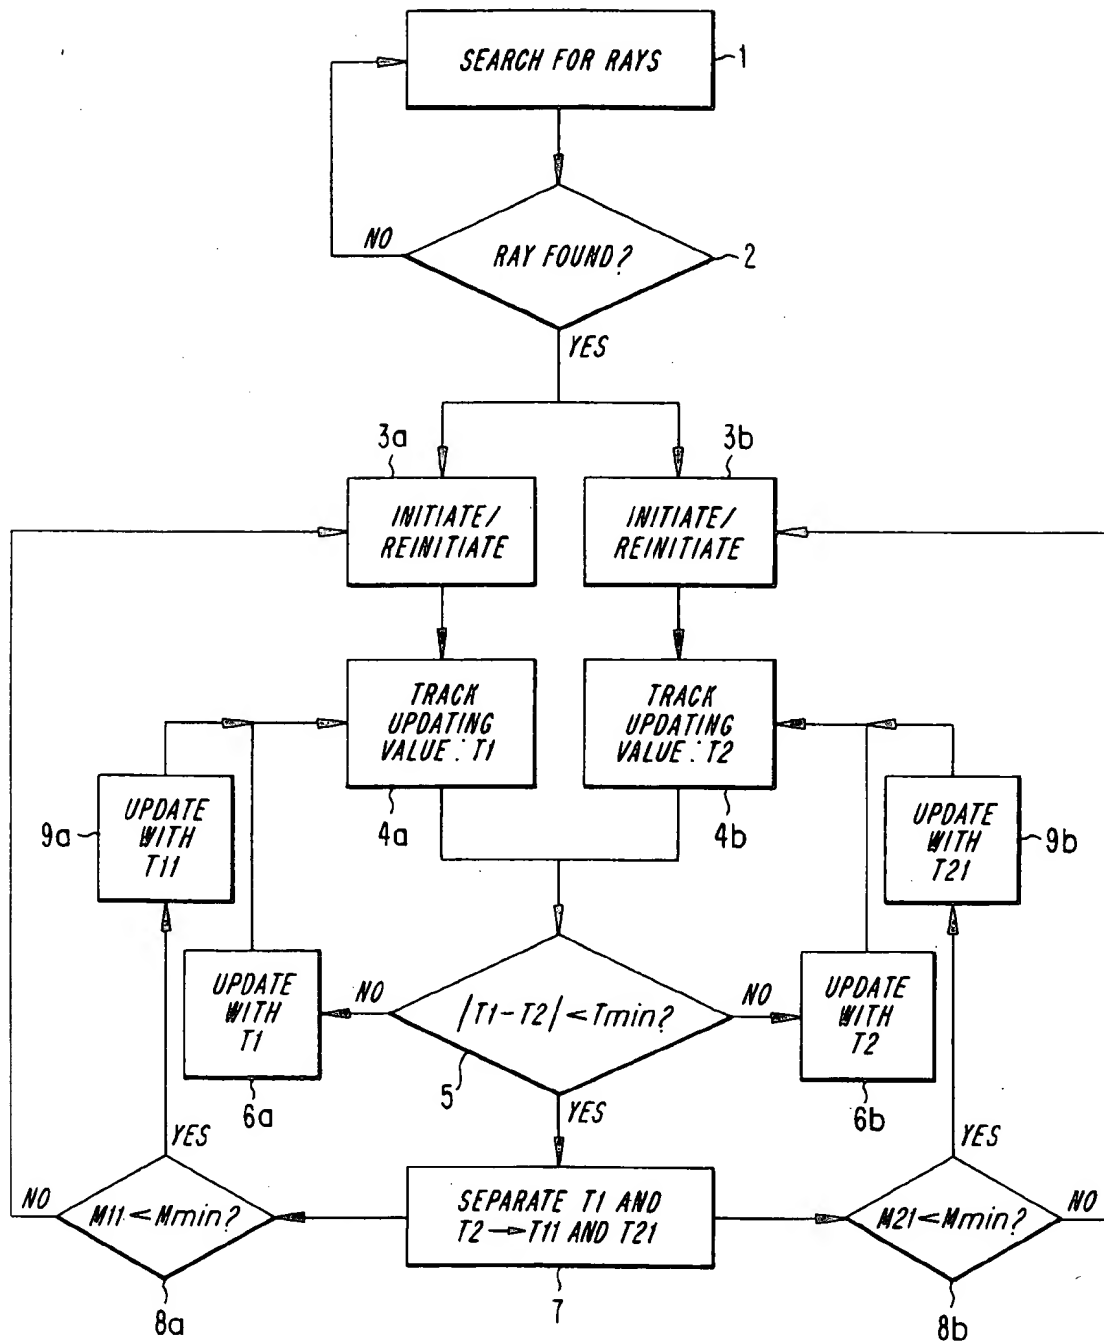 SEARCH FOR RAYS
1
NO
RAY FOUND?
2
YES
3a
3b
INITIATE/
REINITIATE
INITIATE/
REINITIATE
TRACK
UPDATING
VALUE: T1
TRACK
UPDATING
VALUE: T2
4a
4b
9a
UPDATE
WITH
T11
UPDATE
WITH
T21
9b
UPDATE
WITH
T1
NO
|T1-T2| < Tmin?
NO
UPDATE
WITH
T2
6a
5
YES
6b
YES
YES
NO
M11 < Mmin?
SEPARATE T1 AND
T2 → T11 AND T21
M21 < Mmin?
NO
8a
7
8b